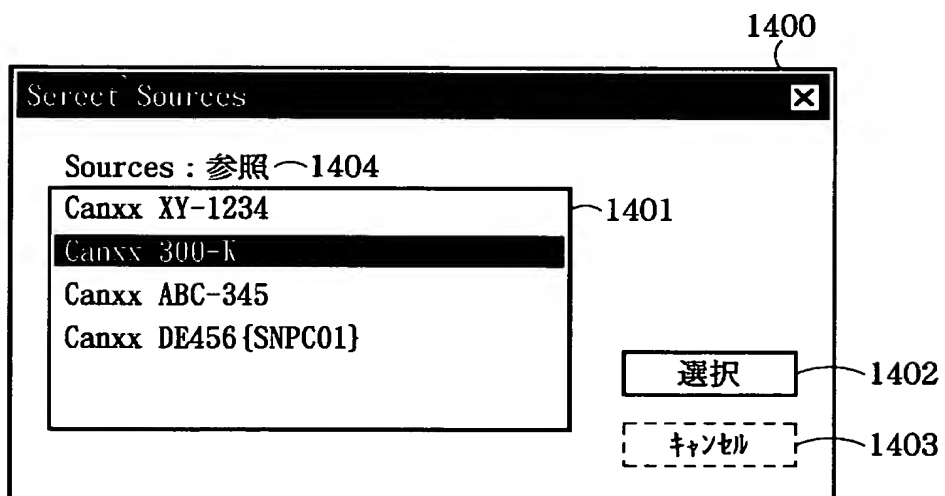 1400
Serect Sources
Sources : 参照 1404
Canxx XY-1234 1401
Canxx 300-K
Canxx ABC-345
Canxx DE456{SNPC01}
選択 1402
キャンセル 1403